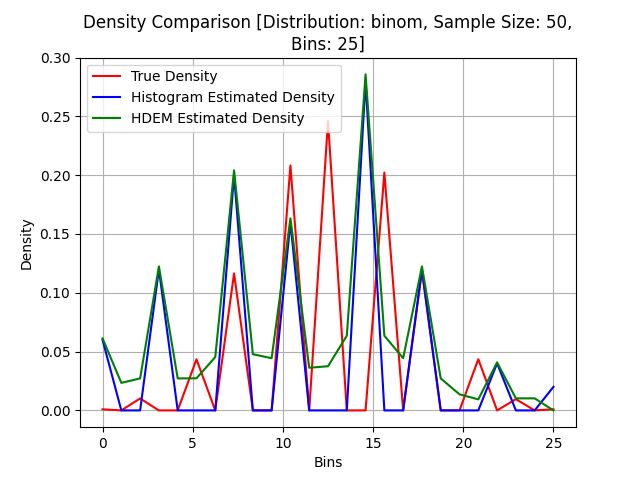 Density Comparison [Distribution: binom, Sample Size: 50,
Bins: 25]
True Density
Histogram Estimated Density
HDEM Estimated Density
Density
0.30
0.25
0.20
0.15
0.10
0.05
0.00
0 5 10 15 20 25
Bins